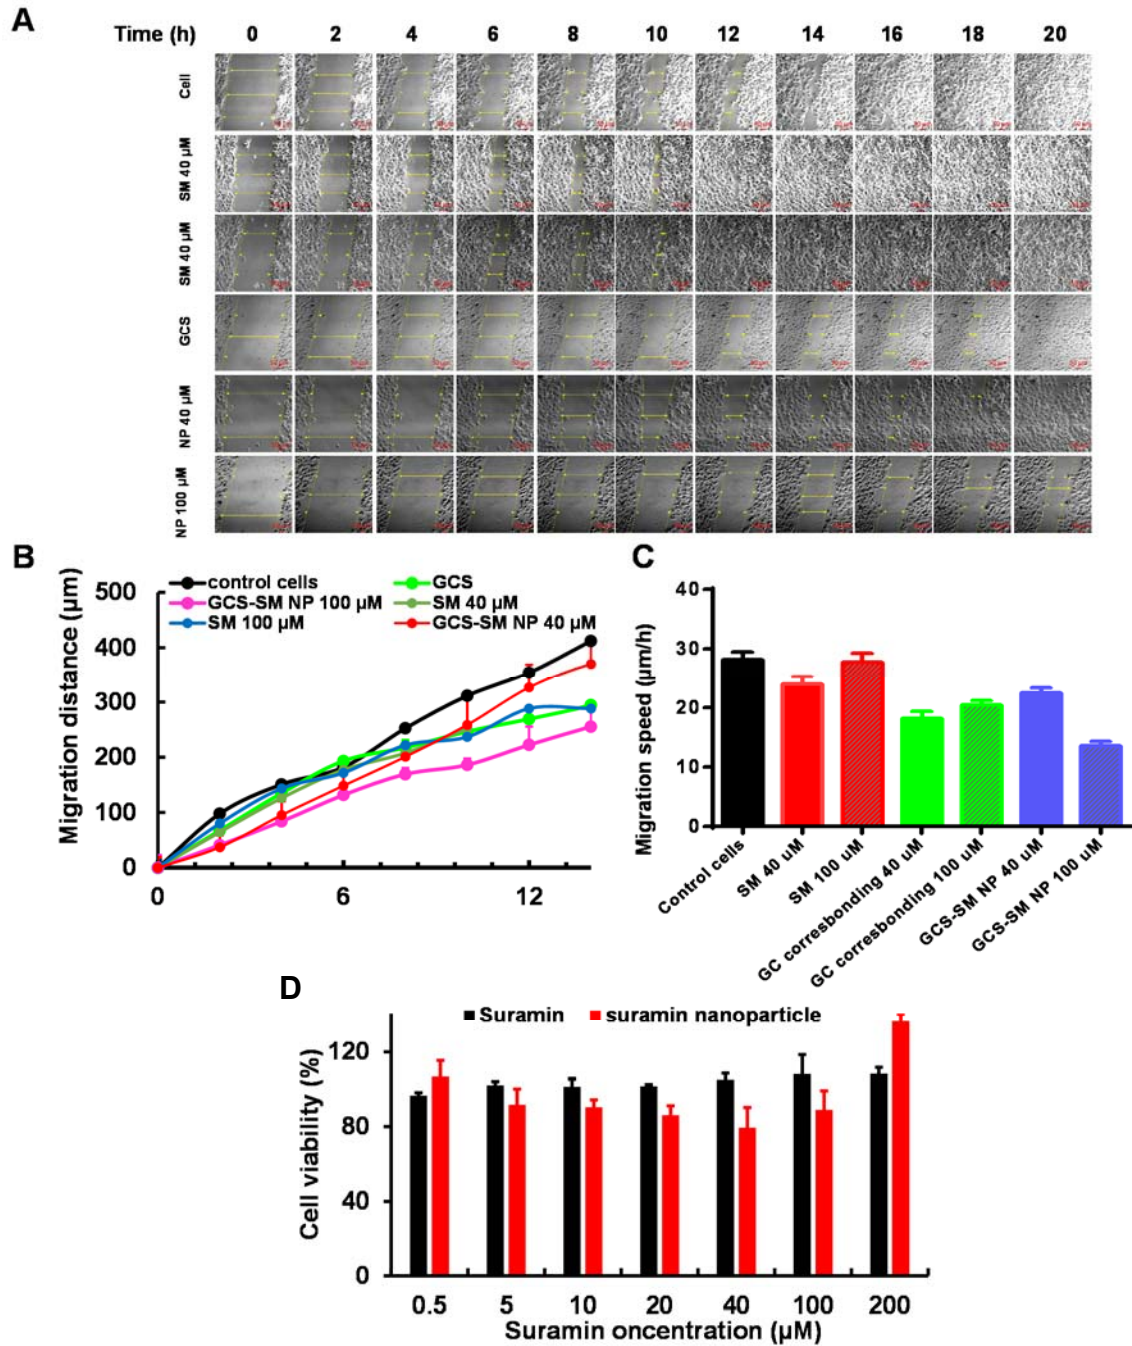 A
Time (h) 0 2 4 6 8 10 12 14 16 18 20
Cell
SM 40 µM
SM 40 µM
GCS
NP 40 µM
NP 100 µM
B
Migration distance (µm)
500
400
300
200
100
0
0 6 12
control cells GCS
GCS-SM NP 100 µM SM 40 µM
SM 100 µM GCS-SM NP 40 µM
C
Migration speed (µm/h)
40
30
20
10
0
Control cells
SM 40 uM
SM 100 uM
GC corresbonding 40 uM
GC corresbonding 100 uM
GCS-SM NP 40 uM
GCS-SM NP 100 uM
D
Suramin suramin nanoparticle
Cell viability (%)
120
80
40
0
0.5 5 10 20 40 100 200
Suramin oncentration (µM)